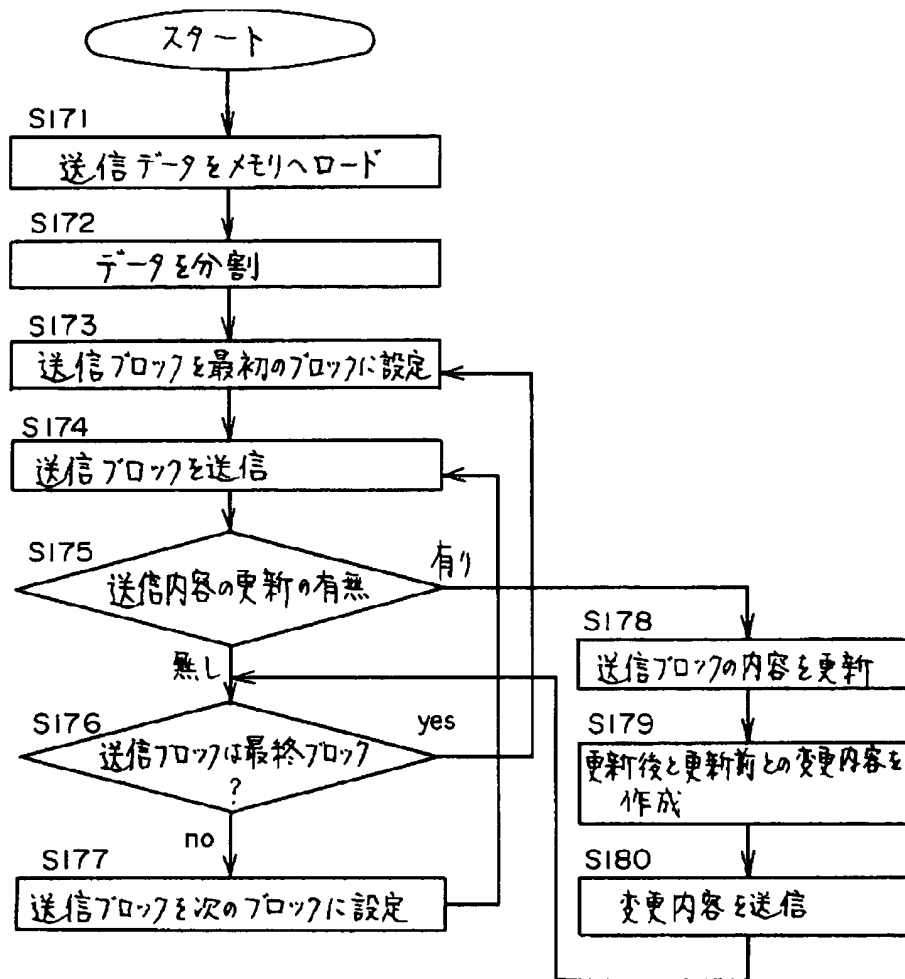 スタート
S171
送信データをメモリへロード
S172
データを分割
S173
送信ブロックを最初のブロックに設定
S174
送信ブロックを送信
S175
送信内容の更新の有無
有り
無し
S176
送信ブロックは最終ブロック
?
yes
no
S177
送信ブロックを次のブロックに設定
S178
送信ブロックの内容を更新
S179
更新後と更新前との変更内容を
作成
S180
変更内容を送信